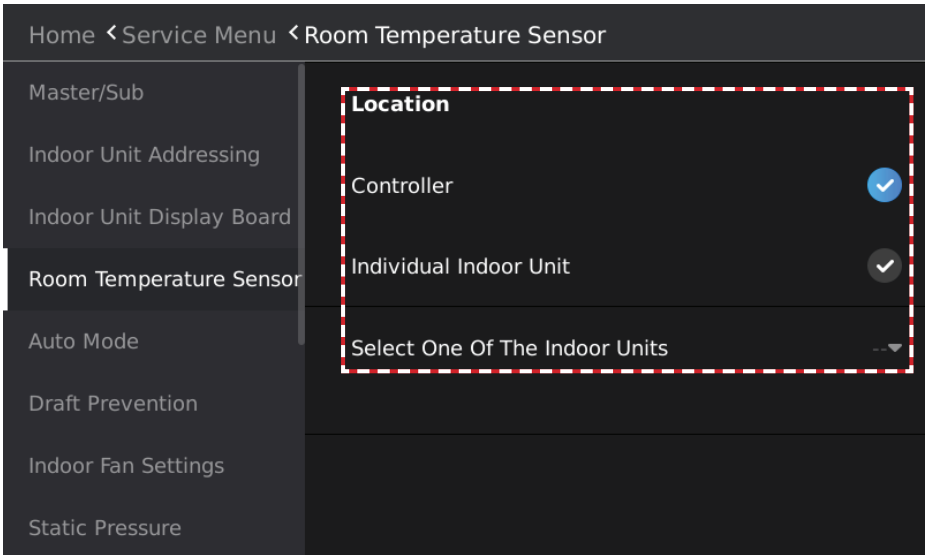 Home < Service Menu < Room Temperature Sensor
Master/Sub
Indoor Unit Addressing
Indoor Unit Display Board
Room Temperature Sensor
Auto Mode
Draft Prevention
Indoor Fan Settings
Static Pressure
Location
Controller
Individual Indoor Unit
Select One Of The Indoor Units --